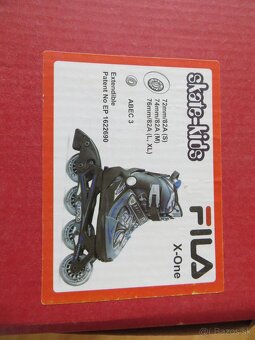 skate-kids
FILA
X-One
72mm/82A (S)
74mm/82A (M)
76mm/82A (L, XL)
ABEC 3
Extendible
Patent No EP 1622690